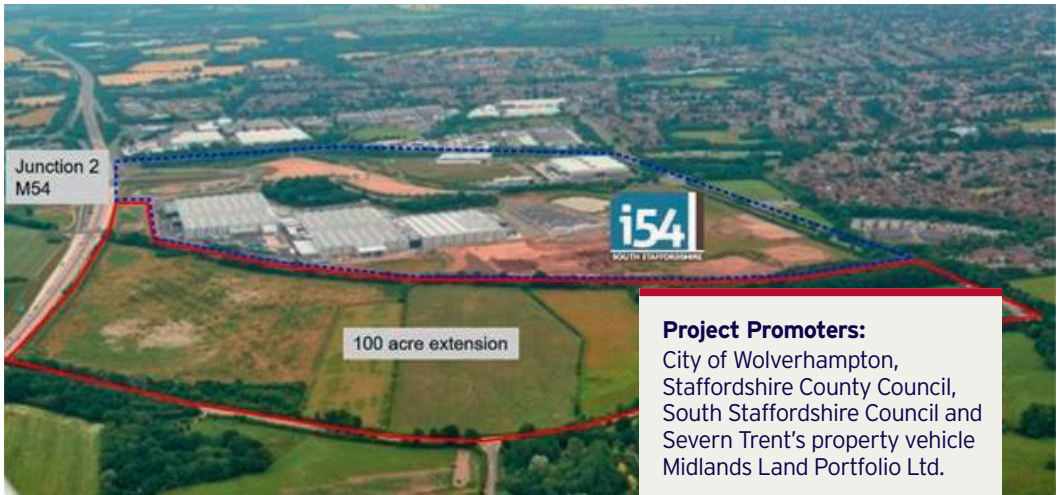 Junction 2
M54
i54
SOUTH STAFFORDSHIRE
100 acre extension
Project Promoters:
City of Wolverhampton,
Staffordshire County Council,
South Staffordshire Council and
Severn Trent's property vehicle
Midlands Land Portfolio Ltd.